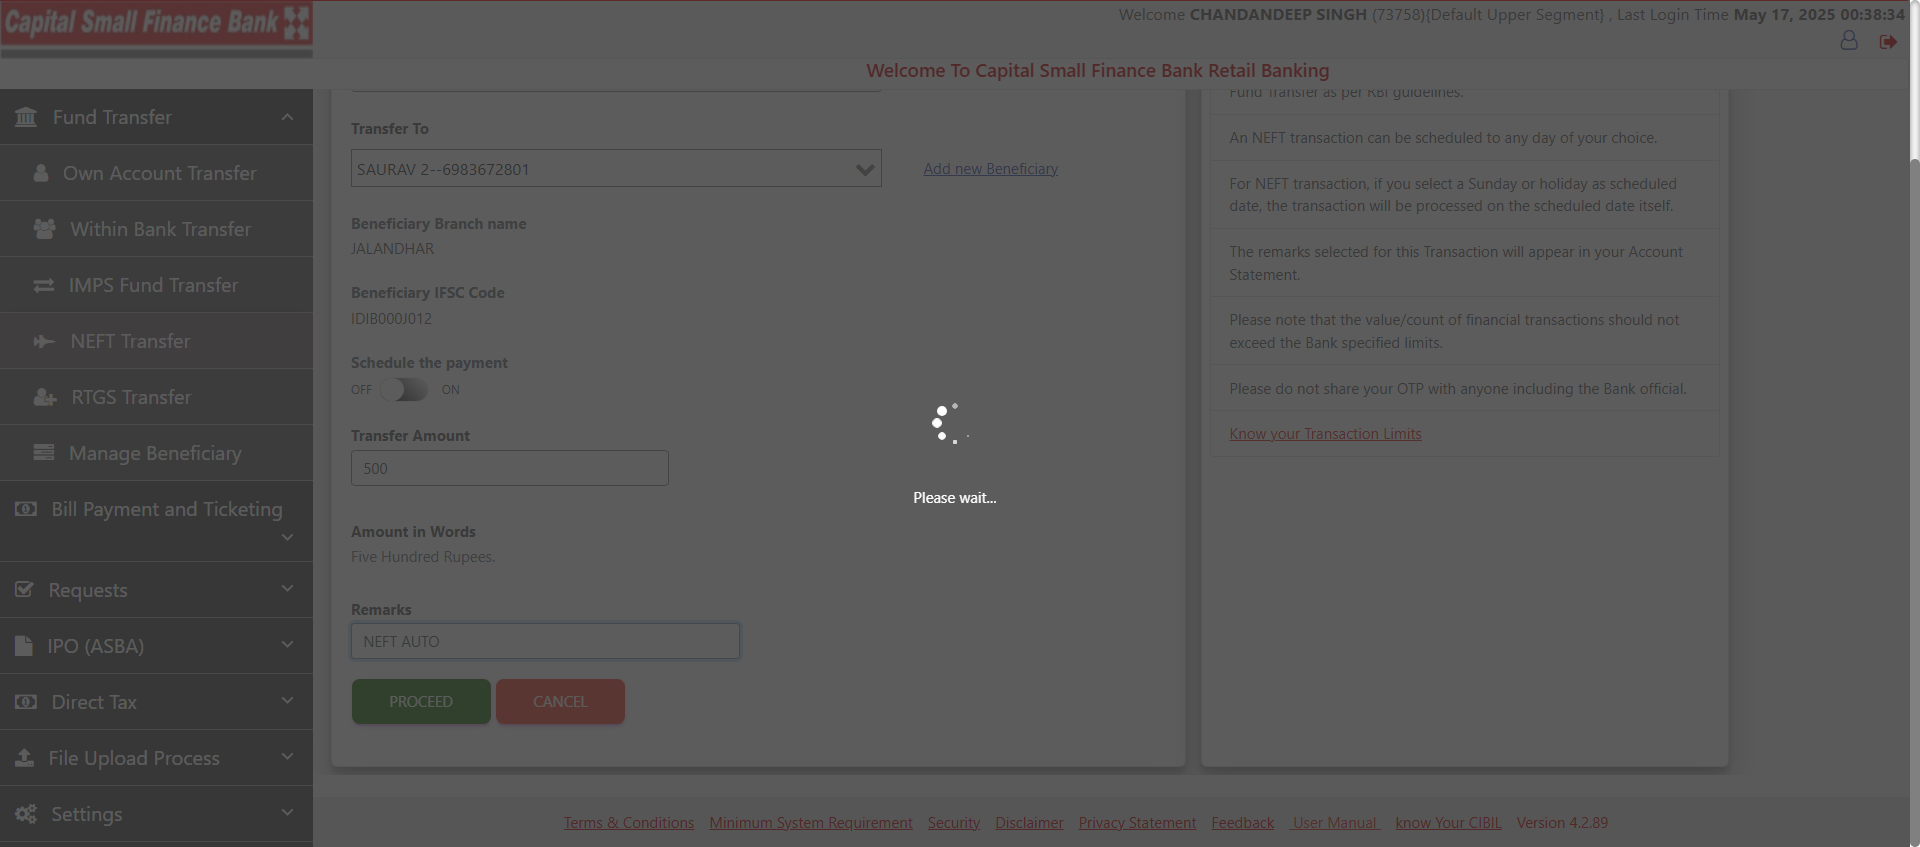 Capital Small Finance Bank
Welcome CHANDANDEEP SINGH (73758){Default Upper Segment} , Last Login Time May 17, 2025 00:38:34
Welcome To Capital Small Finance Bank Retail Banking
Fund Transfer
Own Account Transfer
Within Bank Transfer
IMPS Fund Transfer
NEFT Transfer
RTGS Transfer
Manage Beneficiary
Bill Payment and Ticketing
Requests
IPO (ASBA)
Direct Tax
File Upload Process
Settings
Transfer To
SAURAV 2--6983672801
Add new Beneficiary
Beneficiary Branch name
JALANDHAR
Beneficiary IFSC Code
IDIB000J012
Schedule the payment
OFF ON
Transfer Amount
500
Amount in Words
Five Hundred Rupees.
Remarks
NEFT AUTO
PROCEED CANCEL
Please wait...
Fund Transfer as per RBI guidelines.
An NEFT transaction can be scheduled to any day of your choice.
For NEFT transaction, if you select a Sunday or holiday as scheduled
date, the transaction will be processed on the scheduled date itself.
The remarks selected for this Transaction will appear in your Account
Statement.
Please note that the value/count of financial transactions should not
exceed the Bank specified limits.
Please do not share your OTP with anyone including the Bank official.
Know your Transaction Limits
Terms & Conditions Minimum System Requirement Security Disclaimer Privacy Statement Feedback User Manual know Your CIBIL Version 4.2.89